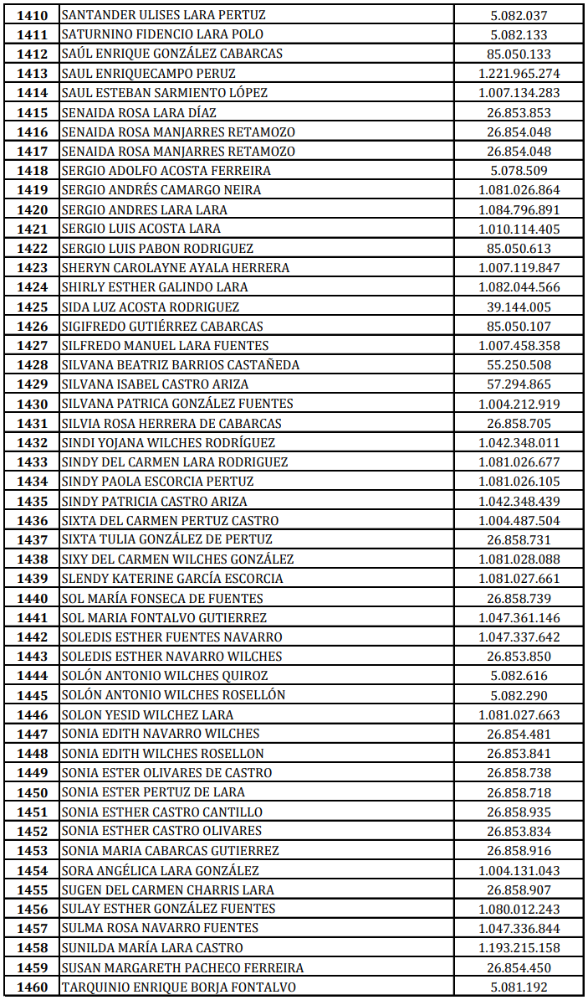 1410 SANTANDER ULISES LARA PERTUZ 5.082.037
1411 SATURNINO FIDENCIO LARA POLO 5.082.133
1412 SAÚL ENRIQUE GONZÁLEZ CABARCAS 85.050.133
1413 SAUL ENRIQUECAMPO PERUZ 1.221.965.274
1414 SAUL ESTEBAN SARMIENTO LÓPEZ 1.007.134.283
1415 SENAIDA ROSA LARA DÍAZ 26.853.853
1416 SENAIDA ROSA MANJARRES RETAMOZO 26.854.048
1417 SENAIDA ROSA MANJARRES RETAMOZO 26.854.048
1418 SERGIO ADOLFO ACOSTA FERREIRA 5.078.509
1419 SERGIO ANDRÉS CAMARGO NEIRA 1.081.026.864
1420 SERGIO ANDRES LARA LARA 1.084.796.891
1421 SERGIO LUIS ACOSTA LARA 1.010.114.405
1422 SERGIO LUIS PABON RODRIGUEZ 85.050.613
1423 SHERYN CAROLAYNE AYALA HERRERA 1.007.119.847
1424 SHIRLY ESTHER GALINDO LARA 1.082.044.566
1425 SIDA LUZ ACOSTA RODRIGUEZ 39.144.005
1426 SIGIFREDO GUTIÉRREZ CABARCAS 85.050.107
1427 SILFREDO MANUEL LARA FUENTES 1.007.458.358
1428 SILVANA BEATRIZ BARRIOS CASTAÑEDA 55.250.508
1429 SILVANA ISABEL CASTRO ARIZA 57.294.865
1430 SILVANA PATRICA GONZÁLEZ FUENTES 1.004.212.919
1431 SILVIA ROSA HERRERA DE CABARCAS 26.858.705
1432 SINDI YOJANA WILCHES RODRÍGUEZ 1.042.348.011
1433 SINDY DEL CARMEN LARA RODRIGUEZ 1.081.026.677
1434 SINDY PAOLA ESCORCIA PERTUZ 1.081.026.105
1435 SINDY PATRICIA CASTRO ARIZA 1.042.348.439
1436 SIXTA DEL CARMEN PERTUZ CASTRO 1.004.487.504
1437 SIXTA TULIA GONZÁLEZ DE PERTUZ 26.858.731
1438 SIXY DEL CARMEN WILCHES GONZÁLEZ 1.081.028.088
1439 SLENDY KATERINE GARCÍA ESCORCIA 1.081.027.661
1440 SOL MARÍA FONSECA DE FUENTES 26.858.739
1441 SOL MARIA FONTALVO GUTIERREZ 1.047.361.146
1442 SOLEDIS ESTHER FUENTES NAVARRO 1.047.337.642
1443 SOLEDIS ESTHER NAVARRO WILCHES 26.853.850
1444 SOLÓN ANTONIO WILCHES QUIROZ 5.082.616
1445 SOLÓN ANTONIO WILCHES ROSELLÓN 5.082.290
1446 SOLON YESID WILCHEZ LARA 1.081.027.663
1447 SONIA EDITH NAVARRO WILCHES 26.854.481
1448 SONIA EDITH WILCHES ROSELLON 26.853.841
1449 SONIA ESTER OLIVARES DE CASTRO 26.858.738
1450 SONIA ESTER PERTUZ DE LARA 26.858.718
1451 SONIA ESTHER CASTRO CANTILLO 26.858.935
1452 SONIA ESTHER CASTRO OLIVARES 26.853.834
1453 SONIA MARIA CABARCAS GUTIERREZ 26.858.916
1454 SORA ANGÉLICA LARA GONZÁLEZ 1.004.131.043
1455 SUGEN DEL CARMEN CHARRIS LARA 26.858.907
1456 SULAY ESTHER GONZÁLEZ FUENTES 1.080.012.243
1457 SULMA ROSA NAVARRO FUENTES 1.047.336.844
1458 SUNILDA MARÍA LARA CASTRO 1.193.215.158
1459 SUSAN MARGARETH PACHECO FERREIRA 26.854.450
1460 TARQUINIO ENRIQUE BORJA FONTALVO 5.081.192